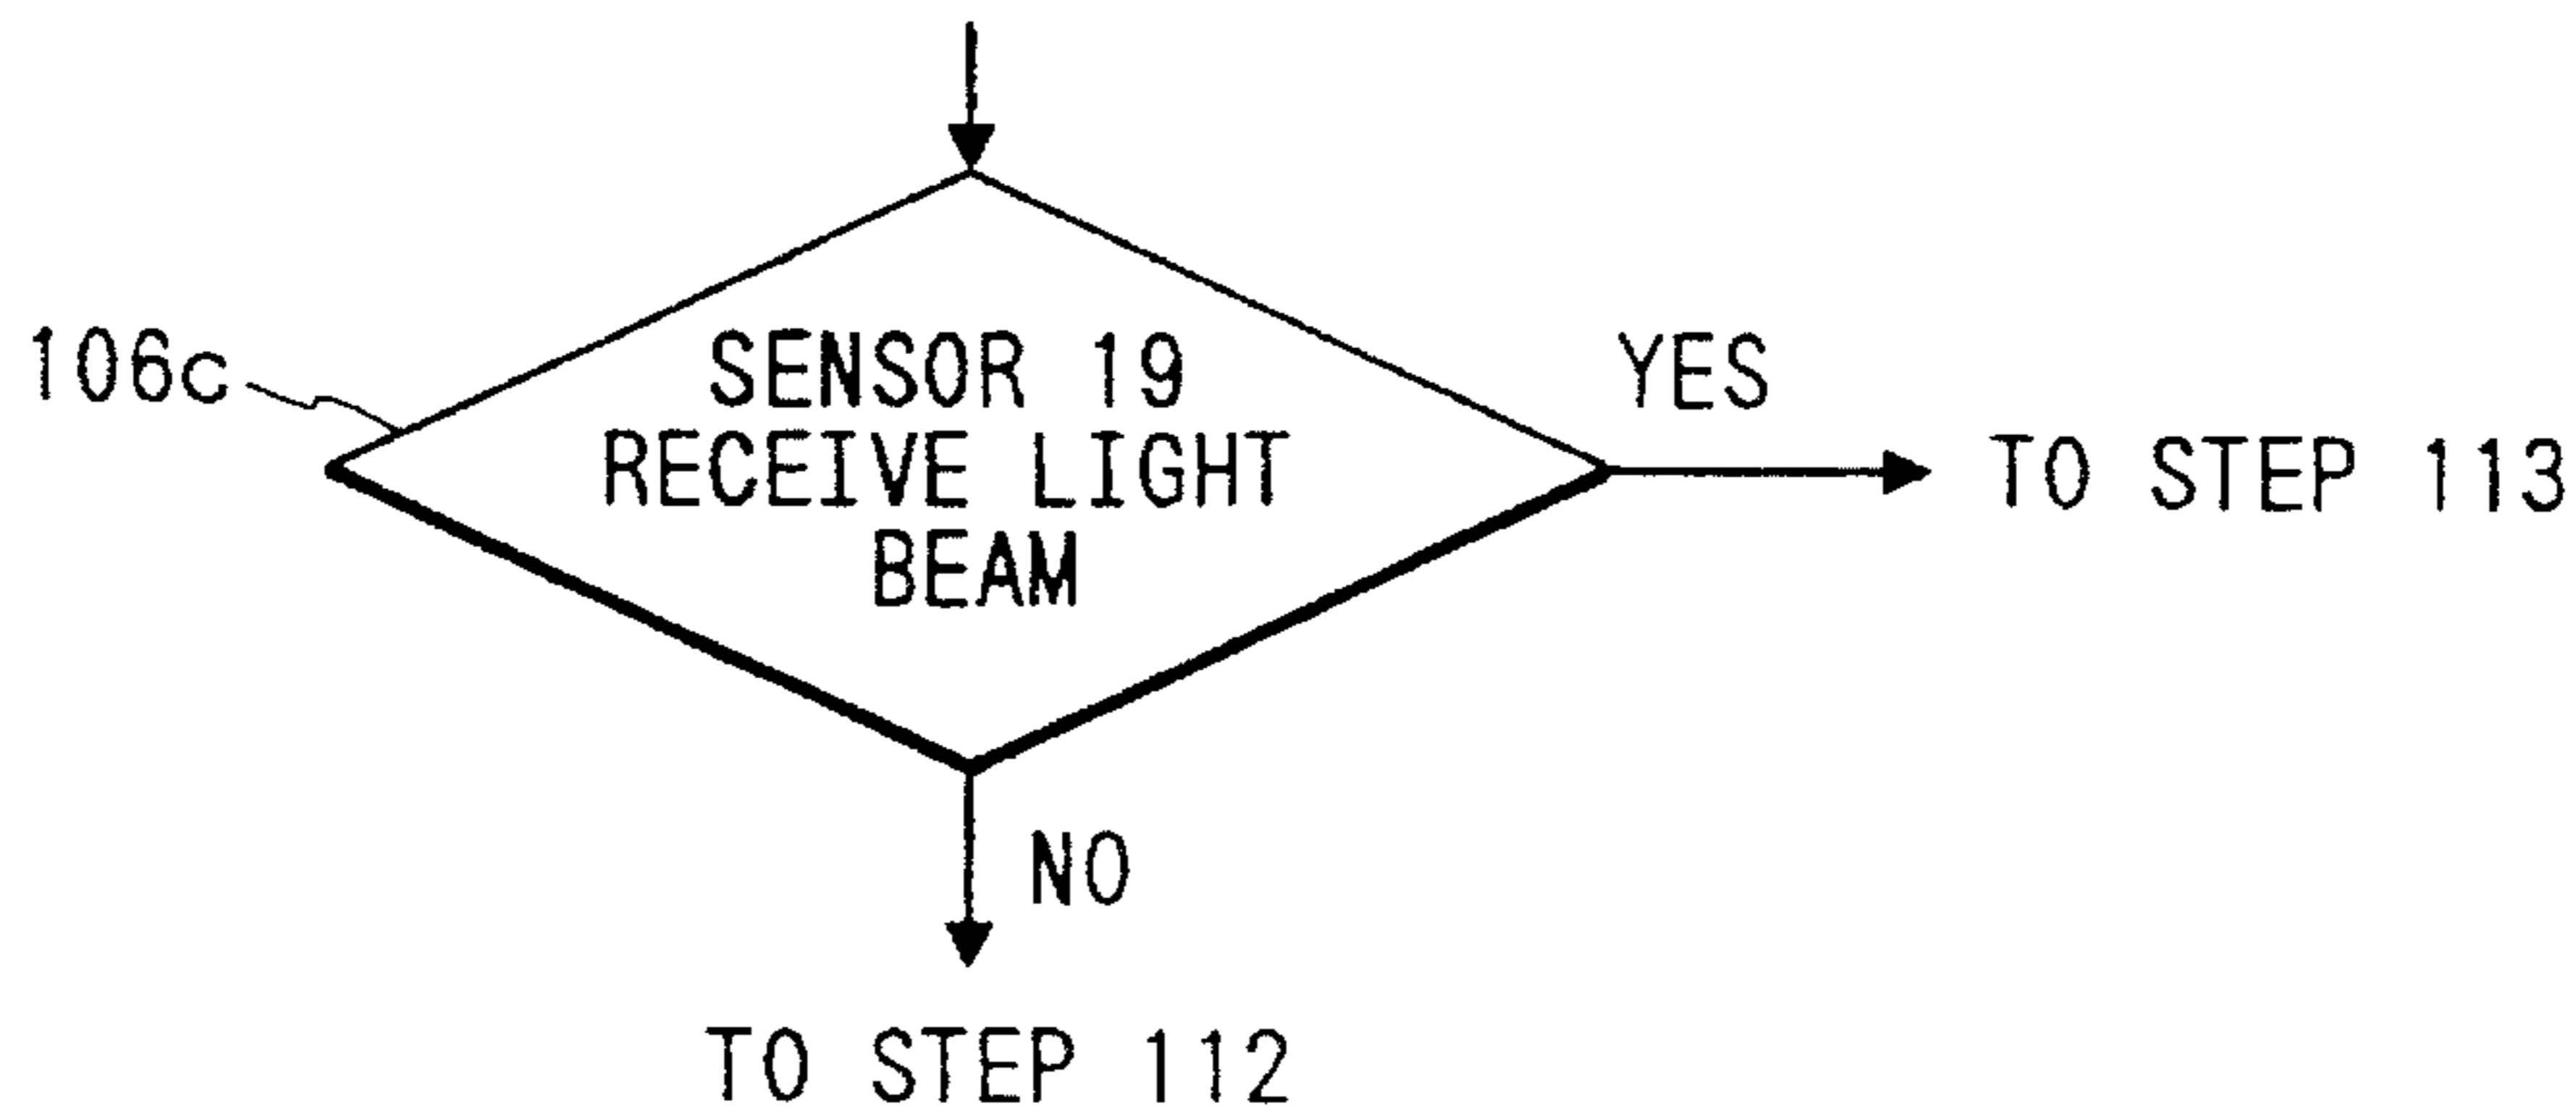 106c
SENSOR 19
RECEIVE LIGHT
BEAM
YES
TO STEP 113
NO
TO STEP 112